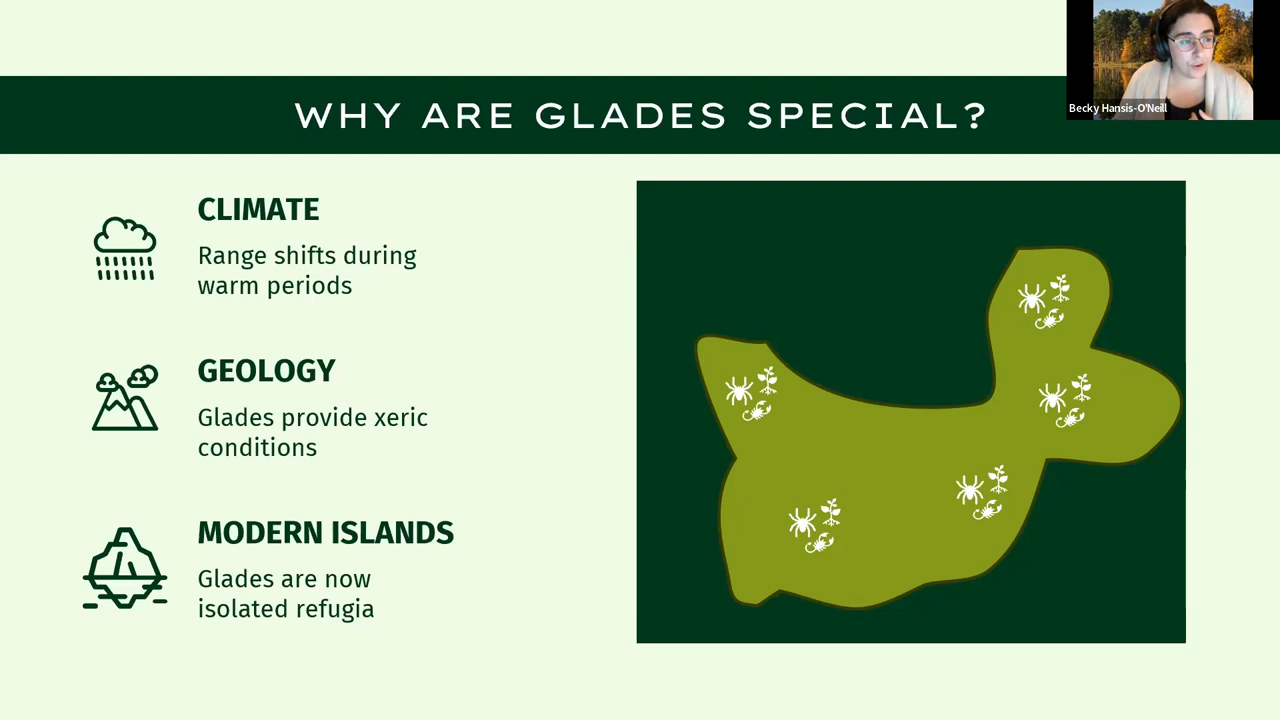 WHY ARE GLADES SPECIAL?
Becky Hansis-O'Neill
CLIMATE
Range shifts during
warm periods
GEOLOGY
Glades provide xeric
conditions
MODERN ISLANDS
Glades are now
isolated refugia